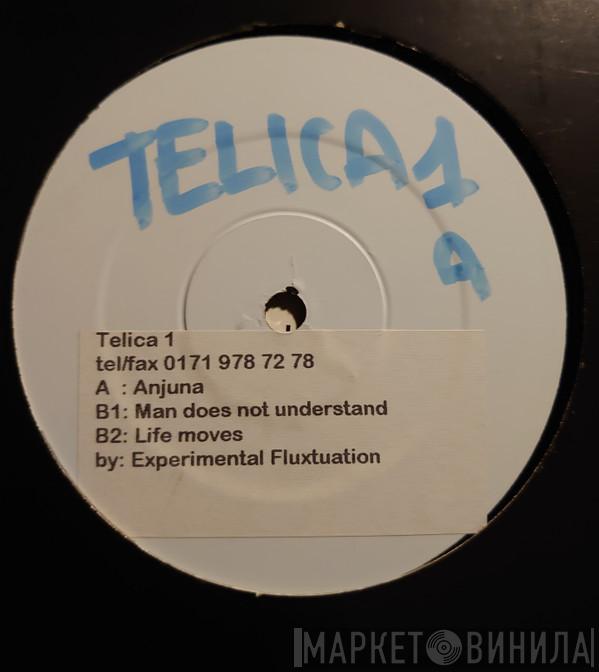 TELICA 1
A
Telica 1
tel/fax 0171 978 72 78
A : Anjuna
B1: Man does not understand
B2: Life moves
by: Experimental Fluxtuation
МАРКЕТ ВИНИЛА